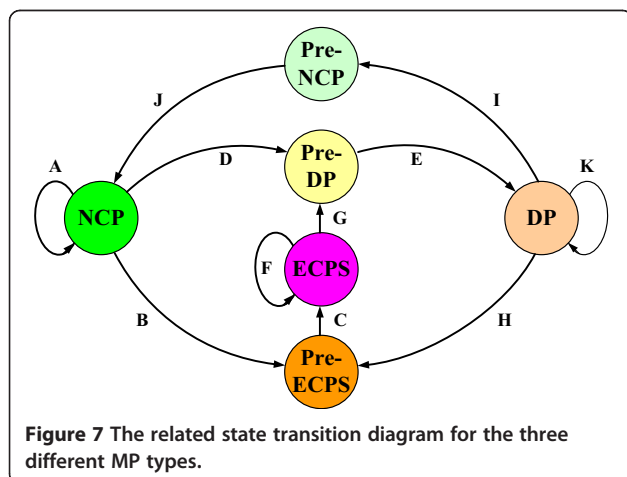 Pre-
NCP
J
I
A
D
Pre-
DP
E
K
NCP
DP
G
F
ECPS
B
C
H
Pre-
ECPS
Figure 7 The related state transition diagram for the three
different MP types.